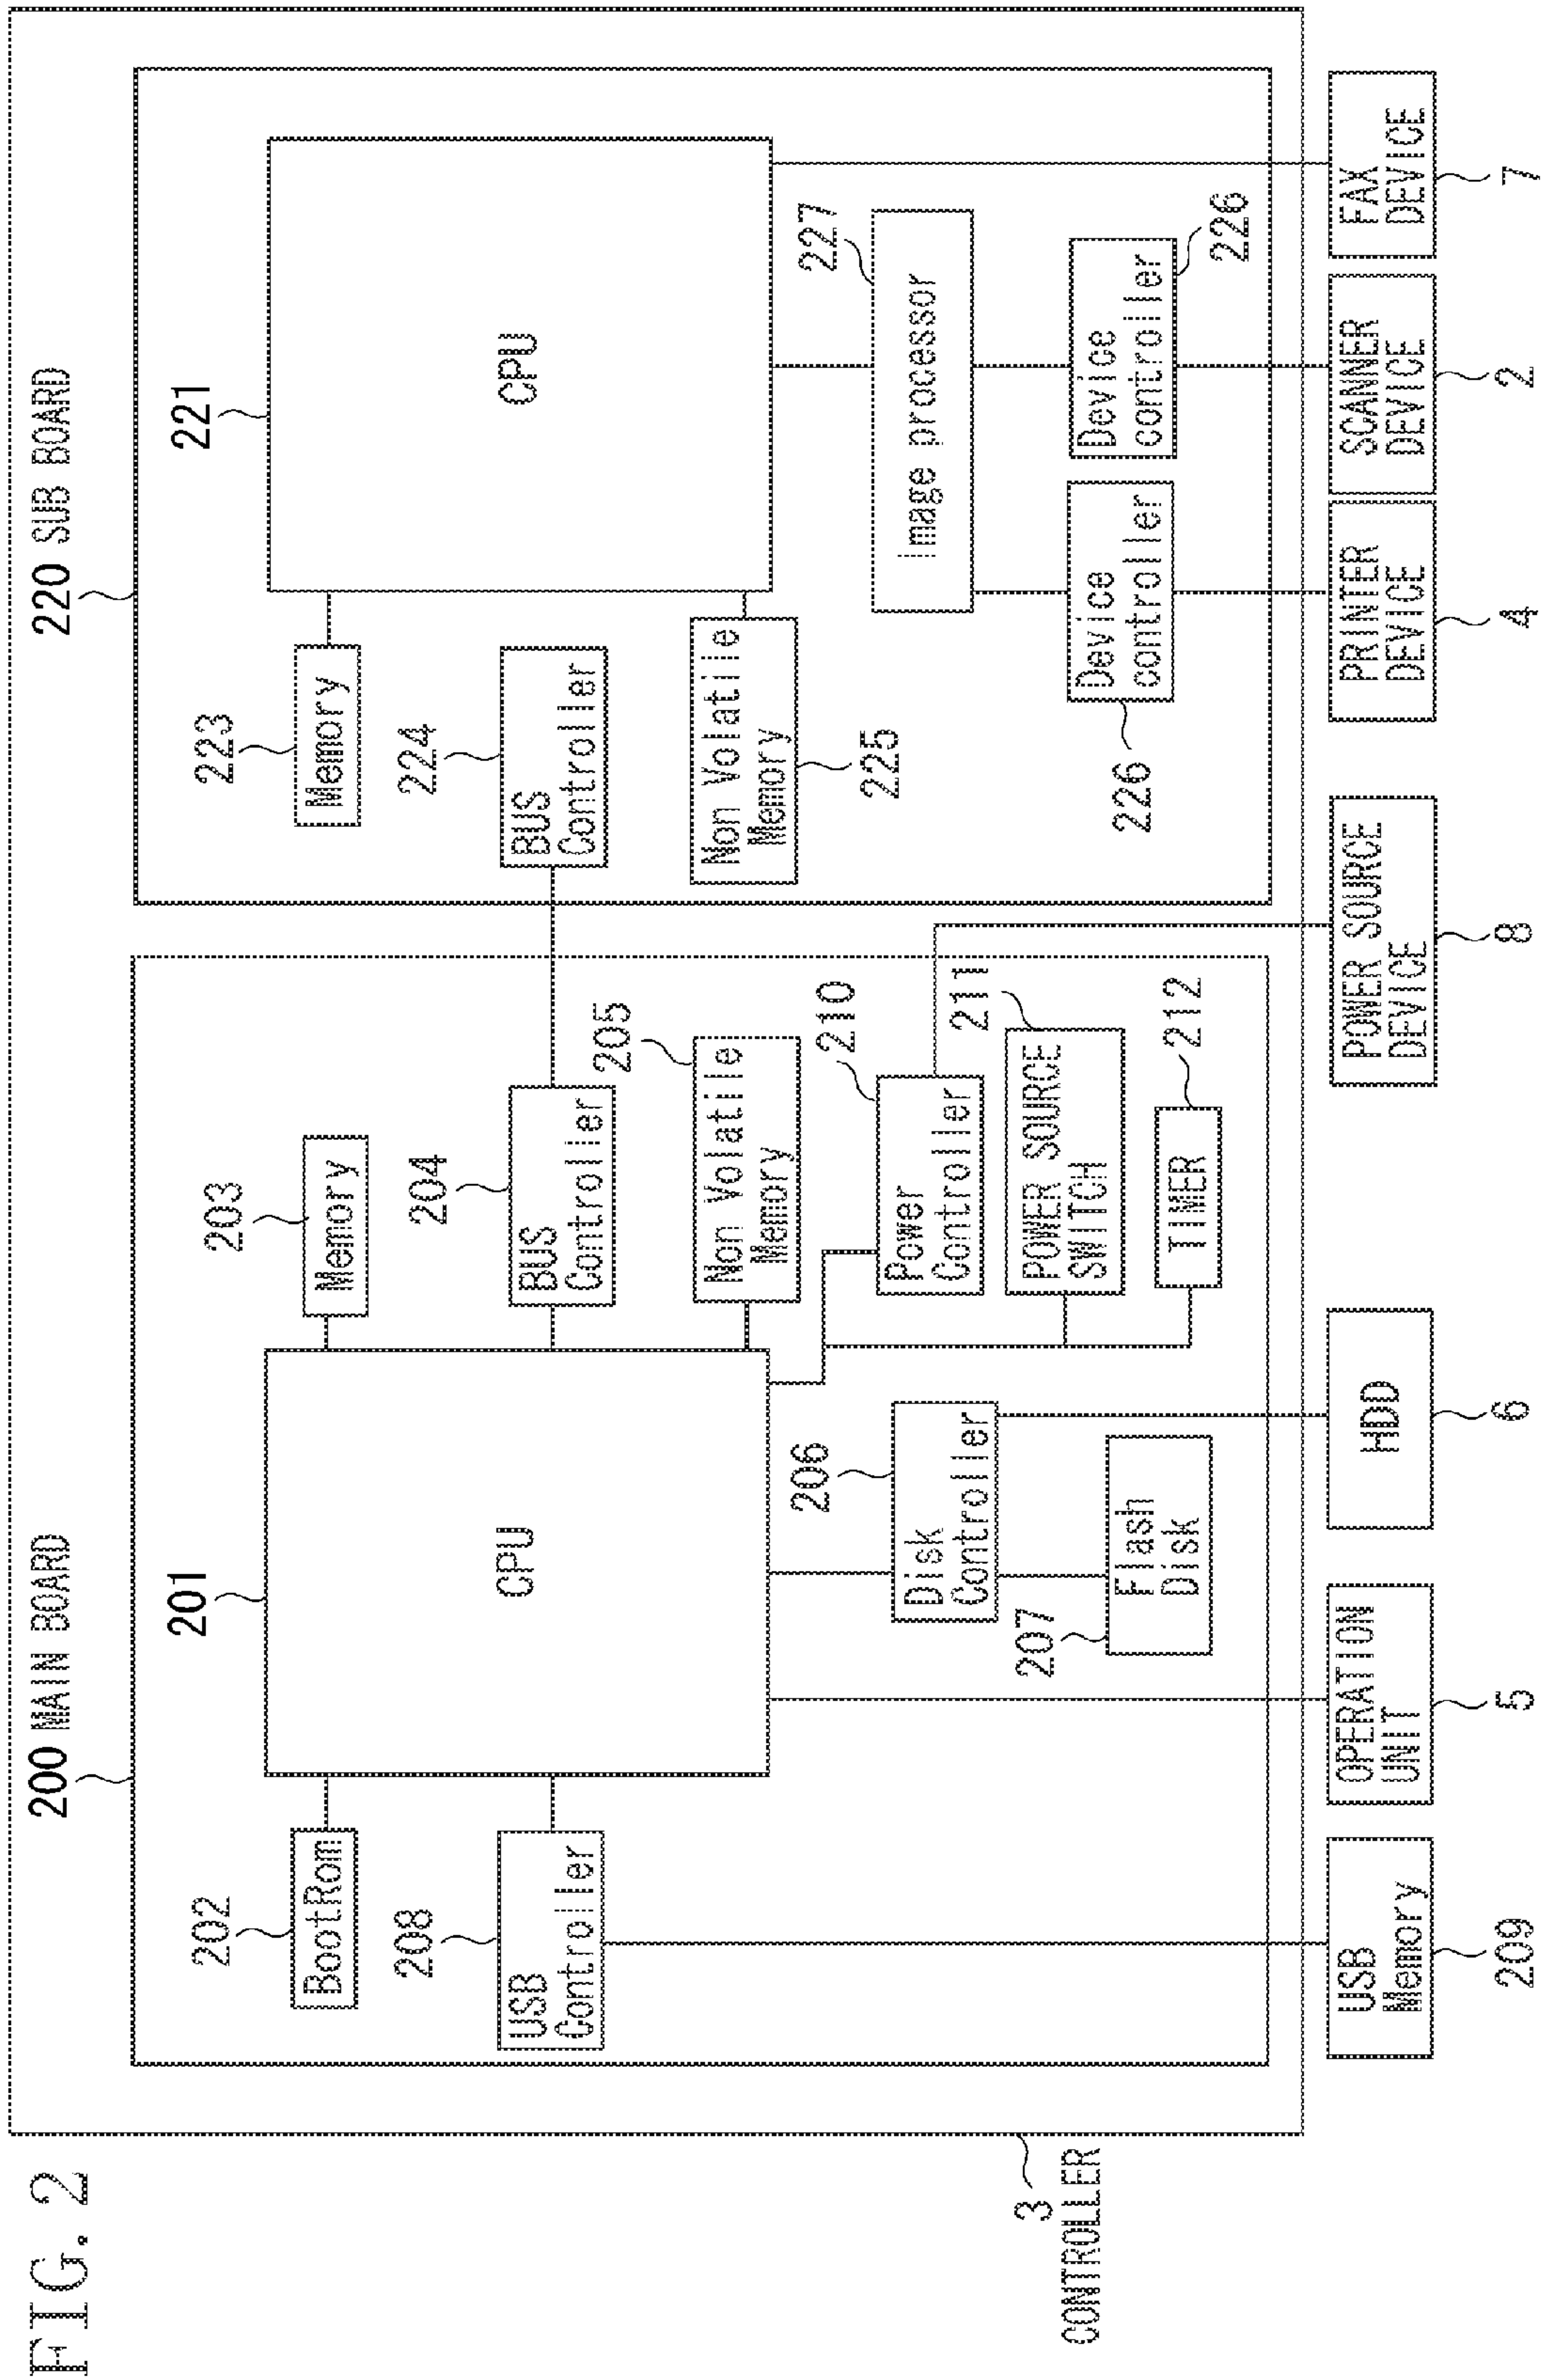 FIG. 2
3
CONTROLLER
200 MAIN BOARD
201
CPU
202
BootRom
203
Memory
208
USB
Controller
204
BUS
Controller
205
Non Volatile
Memory
206
Disk
Controller
207
Flash
Disk
210
Power
Controller
211
POWER SOURCE
SWITCH
212
TIMER
220 SUB BOARD
221
CPU
223
Memory
224
BUS
Controller
225
Non Volatile
Memory
227
image processor
226
Device
controller
Device
controller
226
USB
Memory
209
OPERATION
UNIT
5
HDD
6
POWER SOURCE
DEVICE
8
PRINTER
DEVICE
4
SCANNER
DEVICE
2
FAX
DEVICE
7